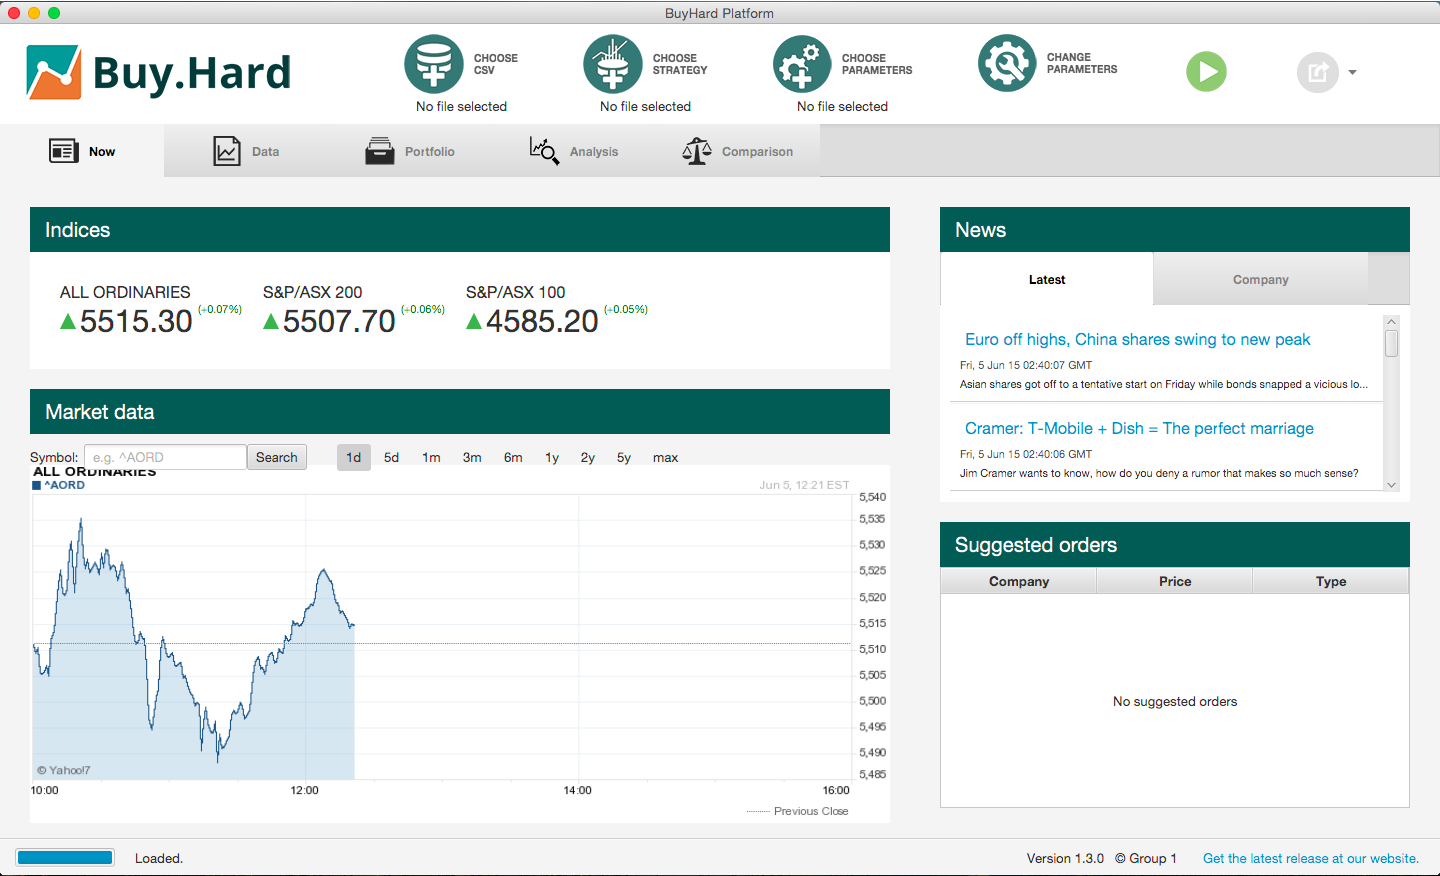 BuyHard Platform
Buy.Hard
CHOOSE
CSV
No file selected
CHOOSE
STRATEGY
No file selected
CHOOSE
PARAMETERS
No file selected
CHANGE
PARAMETERS
Now
Data
Portfolio
Analysis
Comparison
Indices
ALL ORDINARIES
5515.30 (+0.07%)
S&P/ASX 200
5507.70 (+0.06%)
S&P/ASX 100
4585.20 (+0.05%)
Market data
Symbol: e.g. ^AORD Search 1d 5d 1m 3m 6m 1y 2y 5y max
ALL ORDINARIES
^AORD
Jun 5, 12:21 EST
5,540
5,535
5,530
5,525
5,520
5,515
5,510
5,505
5,500
5,495
5,490
5,485
© Yahoo!7
10:00 12:00 14:00 16:00
Previous Close
News
Latest
Company
Euro off highs, China shares swing to new peak
Fri, 5 Jun 15 02:40:07 GMT
Asian shares got off to a tentative start on Friday while bonds snapped a vicious lo...
Cramer: T-Mobile + Dish = The perfect marriage
Fri, 5 Jun 15 02:40:06 GMT
Jim Cramer wants to know, how do you deny a rumor that makes so much sense?
Suggested orders
Company Price Type
No suggested orders
Loaded.
Version 1.3.0 © Group 1 Get the latest release at our website.